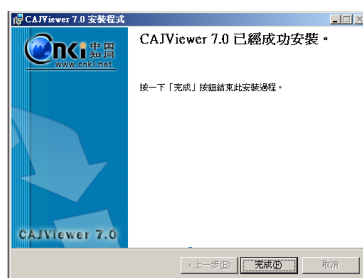 CAJViewer 7.0 安裝程式
cnki 知网
www.cnki.net
CAJViewer 7.0 已經成功安裝。
按一下「完成」按鈕結束此安裝過程。
CAJViewer 7.0
<上一步(B)
完成(F)
取消